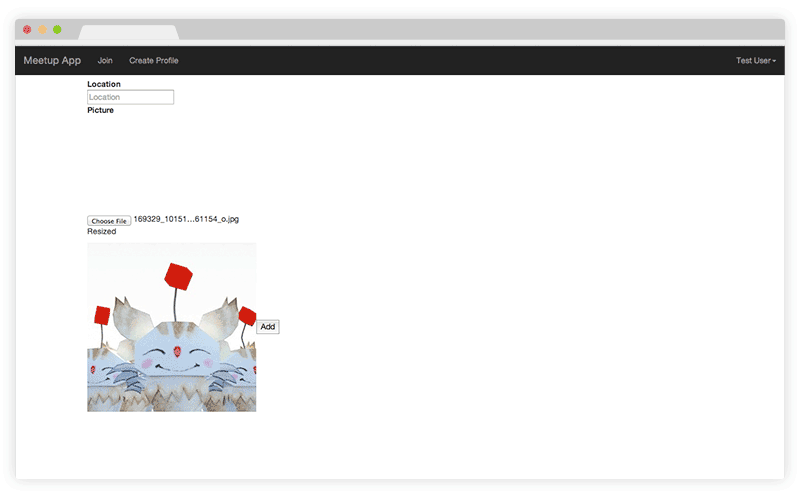 Meetup App Join Create Profile Test User
Location
Location
Picture
Choose File 169329_10151...61154_o.jpg
Resized
Add